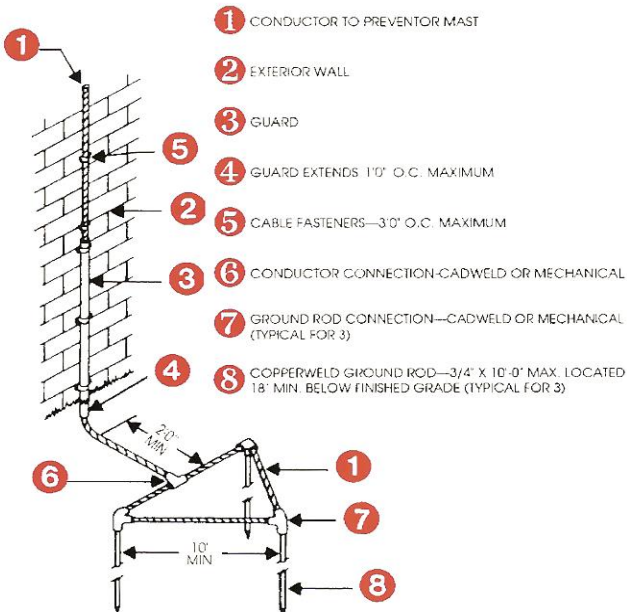 1 CONDUCTOR TO PREVENTOR MAST
2 EXTERIOR WALL
3 GUARD
4 GUARD EXTENDS 1'0" O.C. MAXIMUM
5 CABLE FASTENERS—3'0" O.C. MAXIMUM
6 CONDUCTOR CONNECTION-CADWELD OR MECHANICAL
7 GROUND ROD CONNECTION—CADWELD OR MECHANICAL
(TYPICAL FOR 3)
8 COPPERWELD GROUND ROD—3/4" X 10'-0" MAX. LOCATED
18' MIN. BELOW FINISHED GRADE (TYPICAL FOR 3)
1
5
2
3
4
2'-0"
MIN
6
1
7
10'
MIN
8